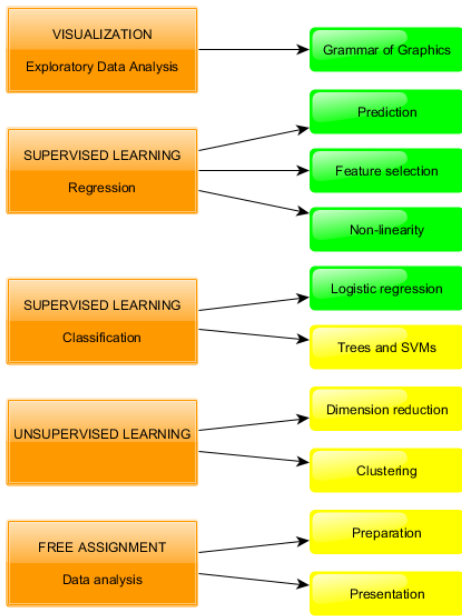 VISUALIZATION
Exploratory Data Analysis
Grammar of Graphics
SUPERVISED LEARNING
Regression
Prediction
Feature selection
Non-linearity
SUPERVISED LEARNING
Classification
Logistic regression
Trees and SVMs
UNSUPERVISED LEARNING
Dimension reduction
Clustering
FREE ASSIGNMENT
Data analysis
Preparation
Presentation